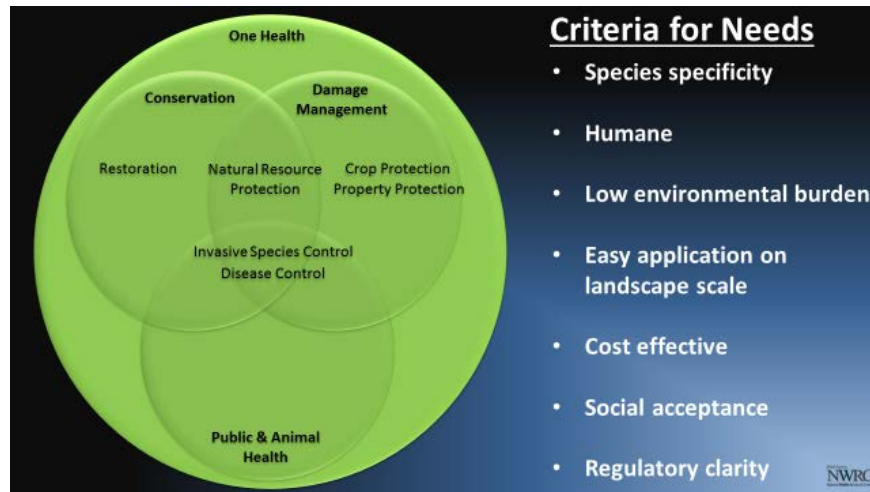 One Health
Conservation
Damage
Management
Restoration
Natural Resource
Protection
Crop Protection
Property Protection
Invasive Species Control
Disease Control
Public & Animal
Health
Criteria for Needs
• Species specificity
• Humane
• Low environmental burden
• Easy application on
landscape scale
• Cost effective
• Social acceptance
• Regulatory clarity
NWRC